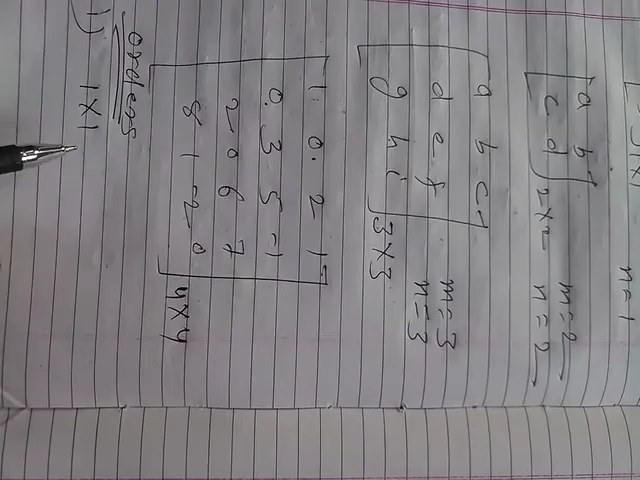 n=1
a b
c d 2×2
m=2
n=2
a b c
d e f
g h i 3×3
m=3
n=3
1 0 2 1
0 3 5 -1
2 0 6 7
8 1 -2 0
4×4
orders
1) 1×1